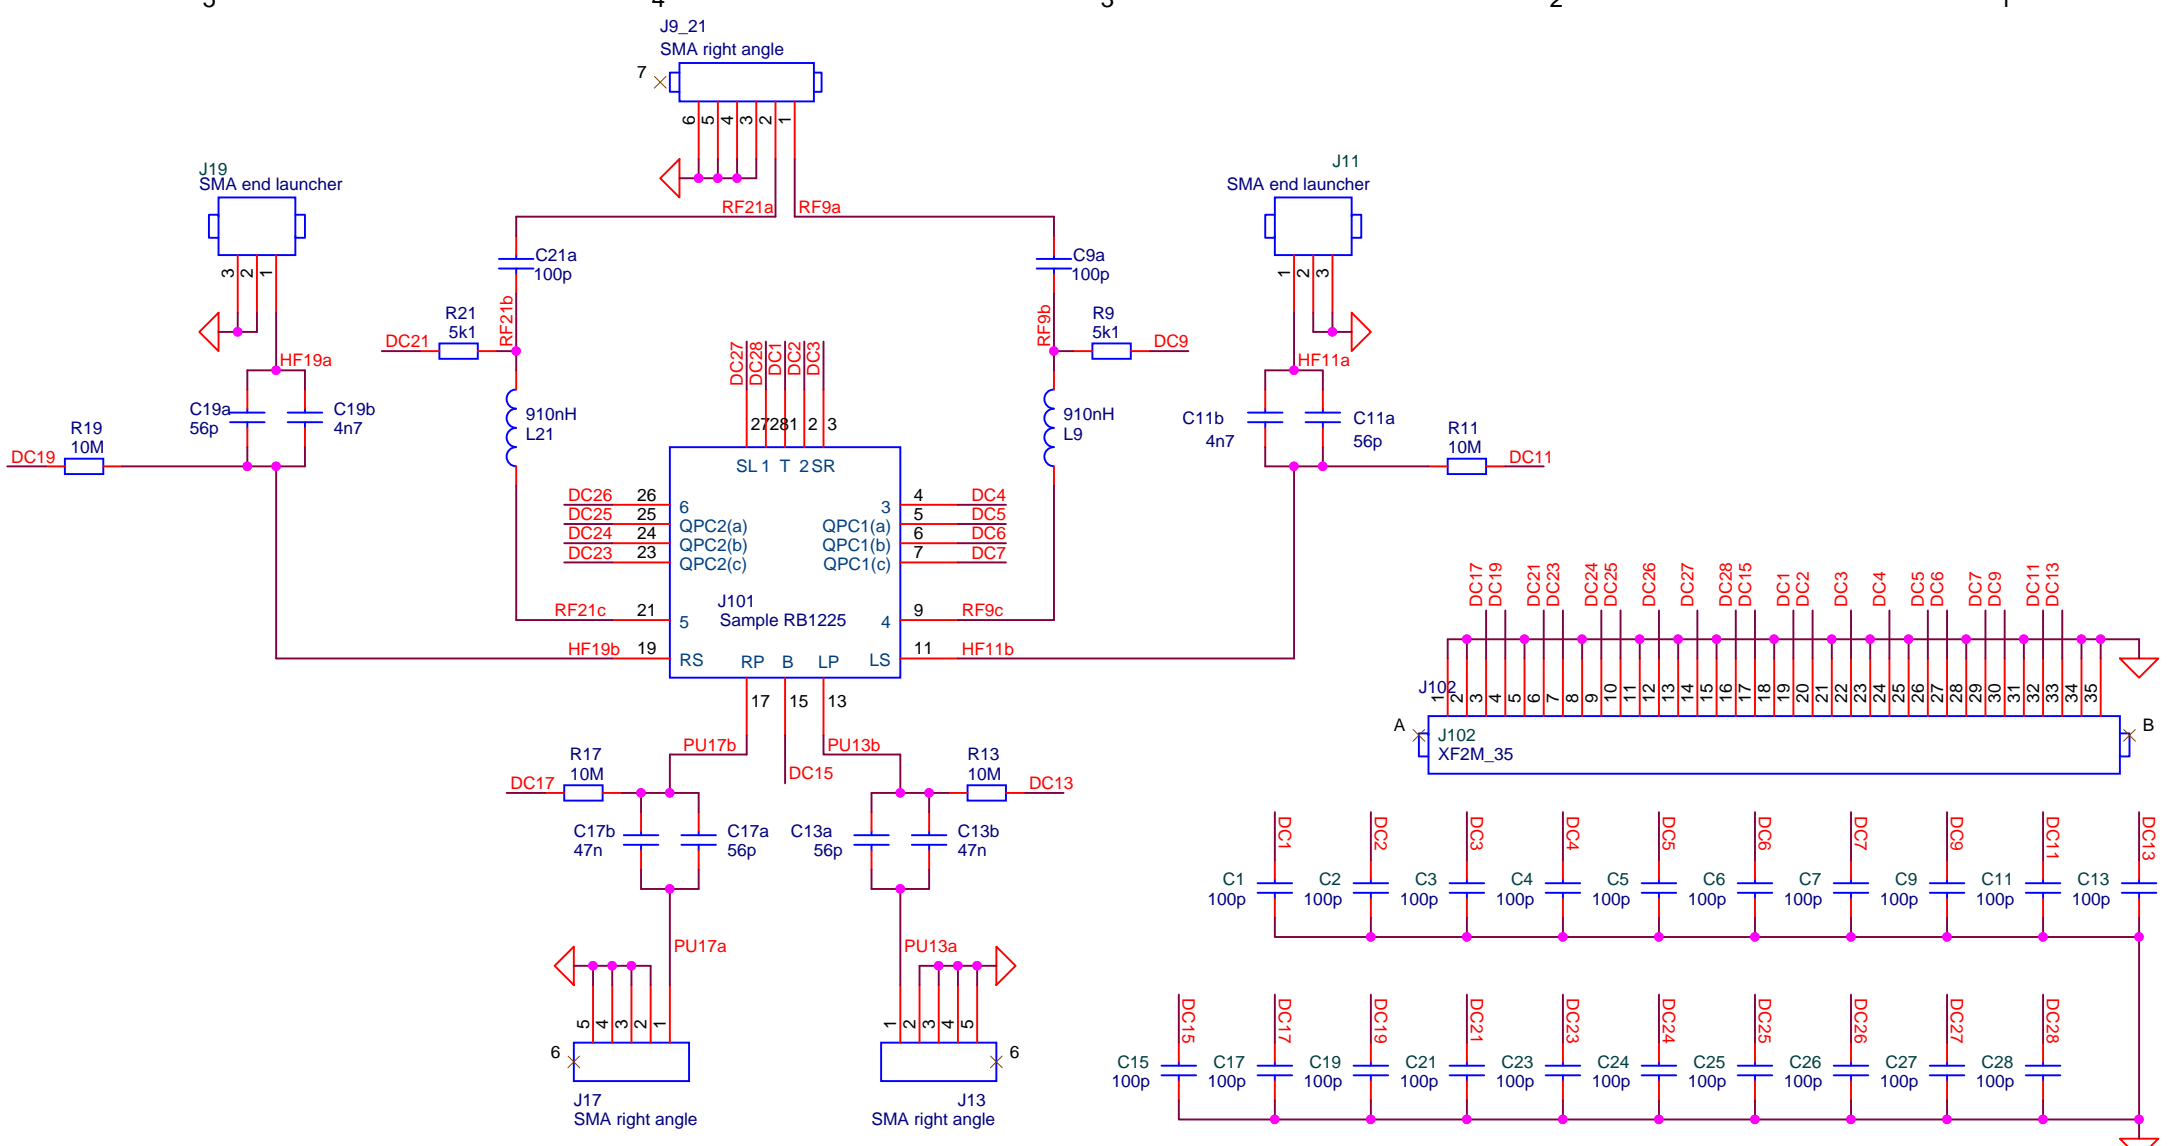 5 4 3 2 1
J9_21
SMA right angle
7
6 5 4 3 2 1
RF21a RF9a
J19
SMA end launcher
3 2 1
HF19a
C19a
56p
C19b
4n7
R19
10M
DC19
C21a
100p
RF21b
R21
5k1
DC21
910nH
L21
C9a
100p
RF9b
R9
5k1
DC9
910nH
L9
J11
SMA end launcher
1 2 3
HF11a
C11b
4n7
C11a
56p
R11
10M
DC11
DC27 DC28 DC1 DC2 DC3
27 28 1 2 3
SL 1 T 2 SR
DC26 26 6
DC25 25 QPC2(a)
DC24 24 QPC2(b)
DC23 23 QPC2(c)
3 4 DC4
QPC1(a) 5 DC5
QPC1(b) 6 DC6
QPC1(c) 7 DC7
J101
Sample RB1225
RF21c 21 5
4 9 RF9c
HF19b 19 RS
RP B LP
LS 11 HF11b
17 15 13
PU17b
DC15
PU13b
R17
10M
DC17
C17b
47n
C17a
56p
PU17a
R13
10M
DC13
C13a
56p
C13b
47n
PU13a
5 4 3 2 1
6
J17
SMA right angle
1 2 3 4 5
6
J13
SMA right angle
DC17 DC19 DC21 DC23 DC24 DC25 DC26 DC27 DC28 DC15 DC1 DC2 DC3 DC4 DC5 DC6 DC7 DC9 DC11 DC13
J102
1 2 3 4 5 6 7 8 9 10 11 12 13 14 15 16 17 18 19 20 21 22 23 24 25 26 27 28 29 30 31 32 33 34 35
A B
J102
XF2M_35
DC1 DC2 DC3 DC4 DC5 DC6 DC7 DC9 DC11 DC13
C1 C2 C3 C4 C5 C6 C7 C9 C11 C13
100p 100p 100p 100p 100p 100p 100p 100p 100p 100p
DC15 DC17 DC19 DC21 DC23 DC24 DC25 DC26 DC27 DC28
C15 C17 C19 C21 C23 C24 C25 C26 C27 C28
100p 100p 100p 100p 100p 100p 100p 100p 100p 100p